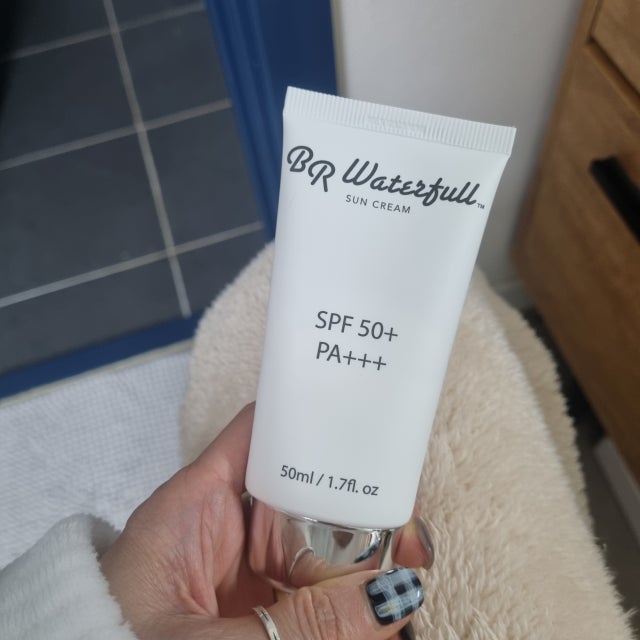 BR Waterfull™
SUN CREAM
SPF 50+
PA+++
50ml / 1.7fl. oz